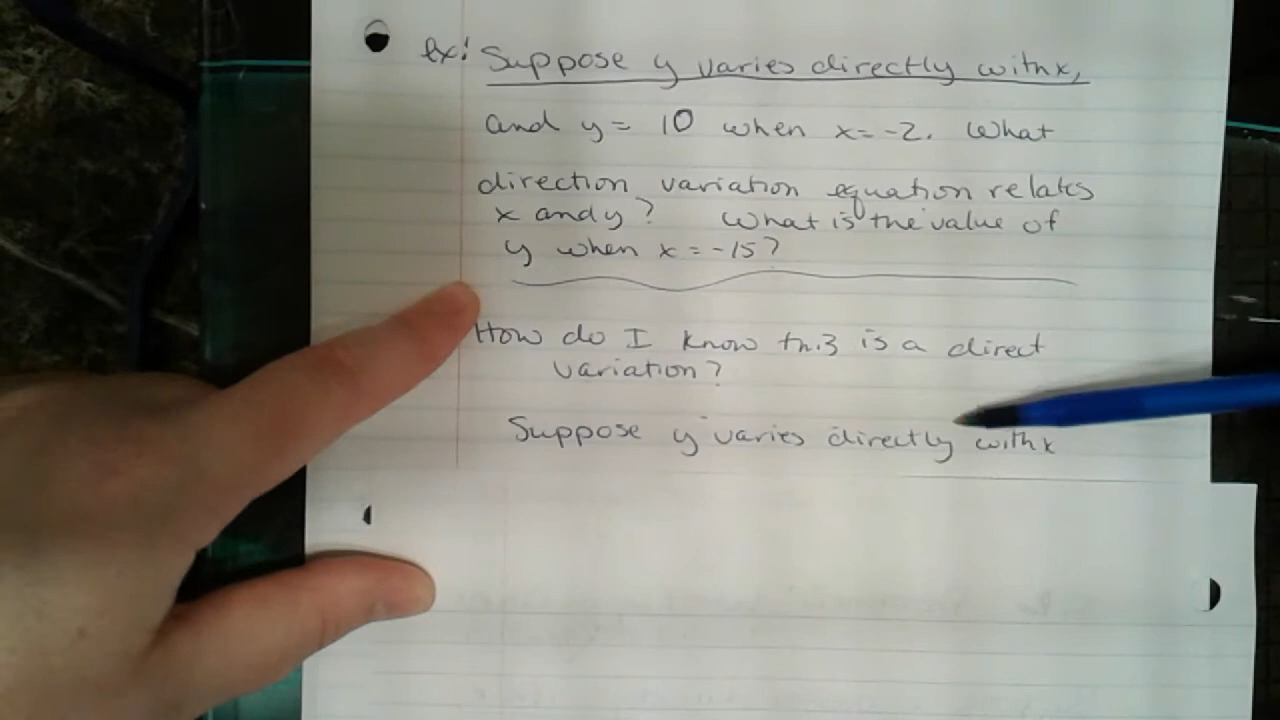 ex: Suppose y varies directly with x,
and y = 10 when x = -2. What
direction variation equation relates
x and y? What is the value of
y when x = -15?
How do I know this is a direct
variation?
Suppose y varies directly with x